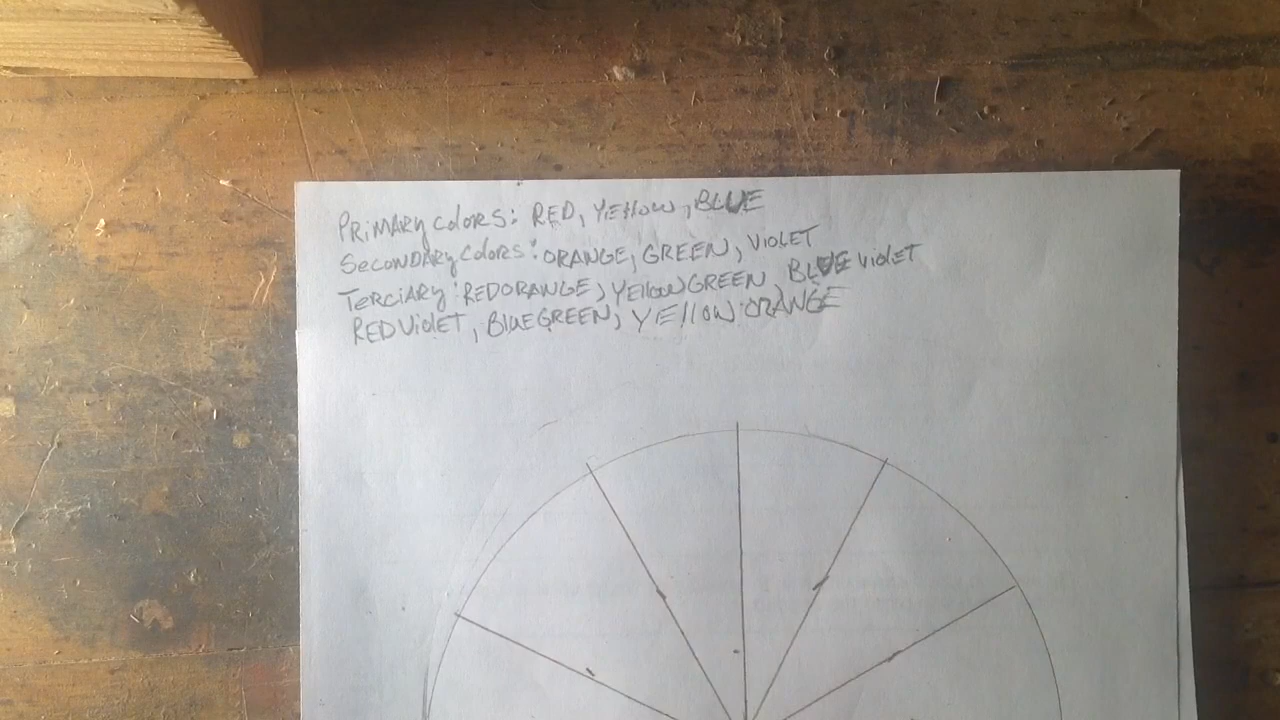 PRiMARy colors: RED, YEllow, BLUE
SECONDARy colors: ORANGE, GREEN, VioLET
TERCiARy: REDORANGE, YEllowGREEN, BLUE VioLET
REDVioLET, BluEGREEN, YEllow-ORANGE